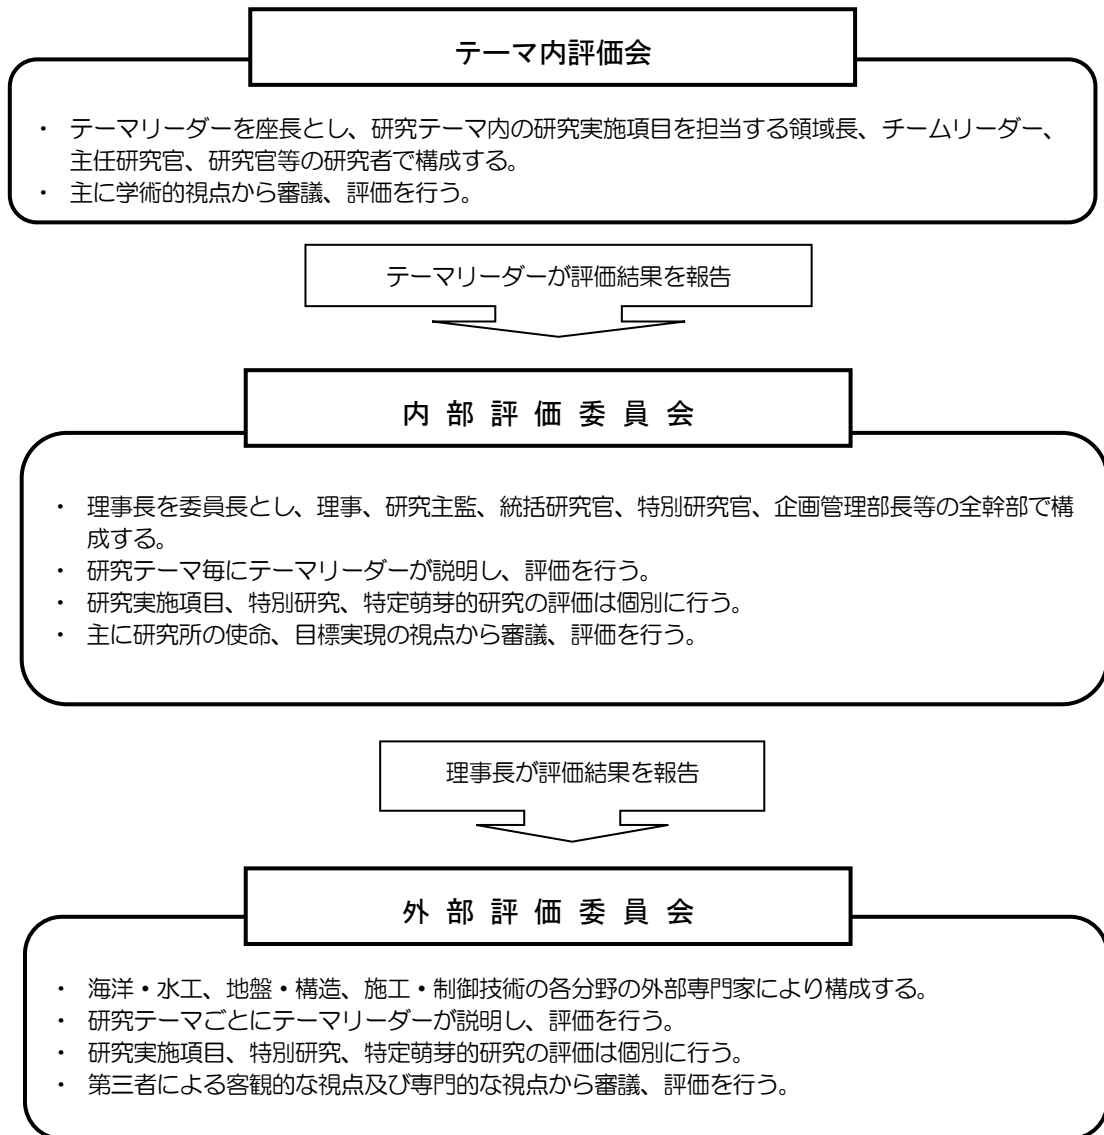 テーマ内評価会
・ テーマリーダーを座長とし、研究テーマ内の研究実施項目を担当する領域長、チームリーダー、
主任研究官、研究官等の研究者で構成する。
・ 主に学術的視点から審議、評価を行う。
テーマリーダーが評価結果を報告
内 部 評 価 委 員 会
・ 理事長を委員長とし、理事、研究主監、統括研究官、特別研究官、企画管理部長等の全幹部で構
成する。
・ 研究テーマ毎にテーマリーダーが説明し、評価を行う。
・ 研究実施項目、特別研究、特定萌芽的研究の評価は個別に行う。
・ 主に研究所の使命、目標実現の視点から審議、評価を行う。
理事長が評価結果を報告
外 部 評 価 委 員 会
・ 海洋・水工、地盤・構造、施工・制御技術の各分野の外部専門家により構成する。
・ 研究テーマごとにテーマリーダーが説明し、評価を行う。
・ 研究実施項目、特別研究、特定萌芽的研究の評価は個別に行う。
・ 第三者による客観的な視点及び専門的な視点から審議、評価を行う。